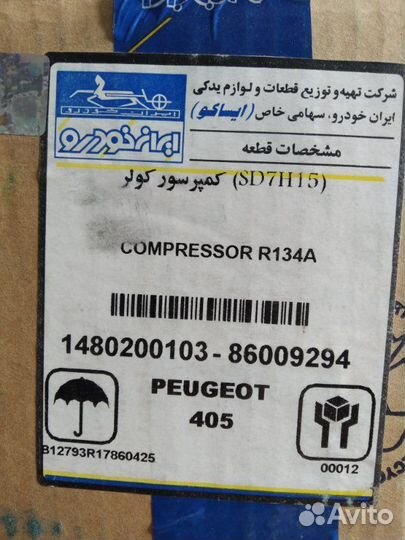 شرکت تهیه و توزیع قطعات و لوازم یدکی
ایران خودرو، سهامی خاص (ایساکو)
ایران خودرو
مشخصات قطعه
کمپرسور کولر (SD7H15)
COMPRESSOR R134A
1480200103-86009294
PEUGEOT
405
B12793R17860425
00012
Avito